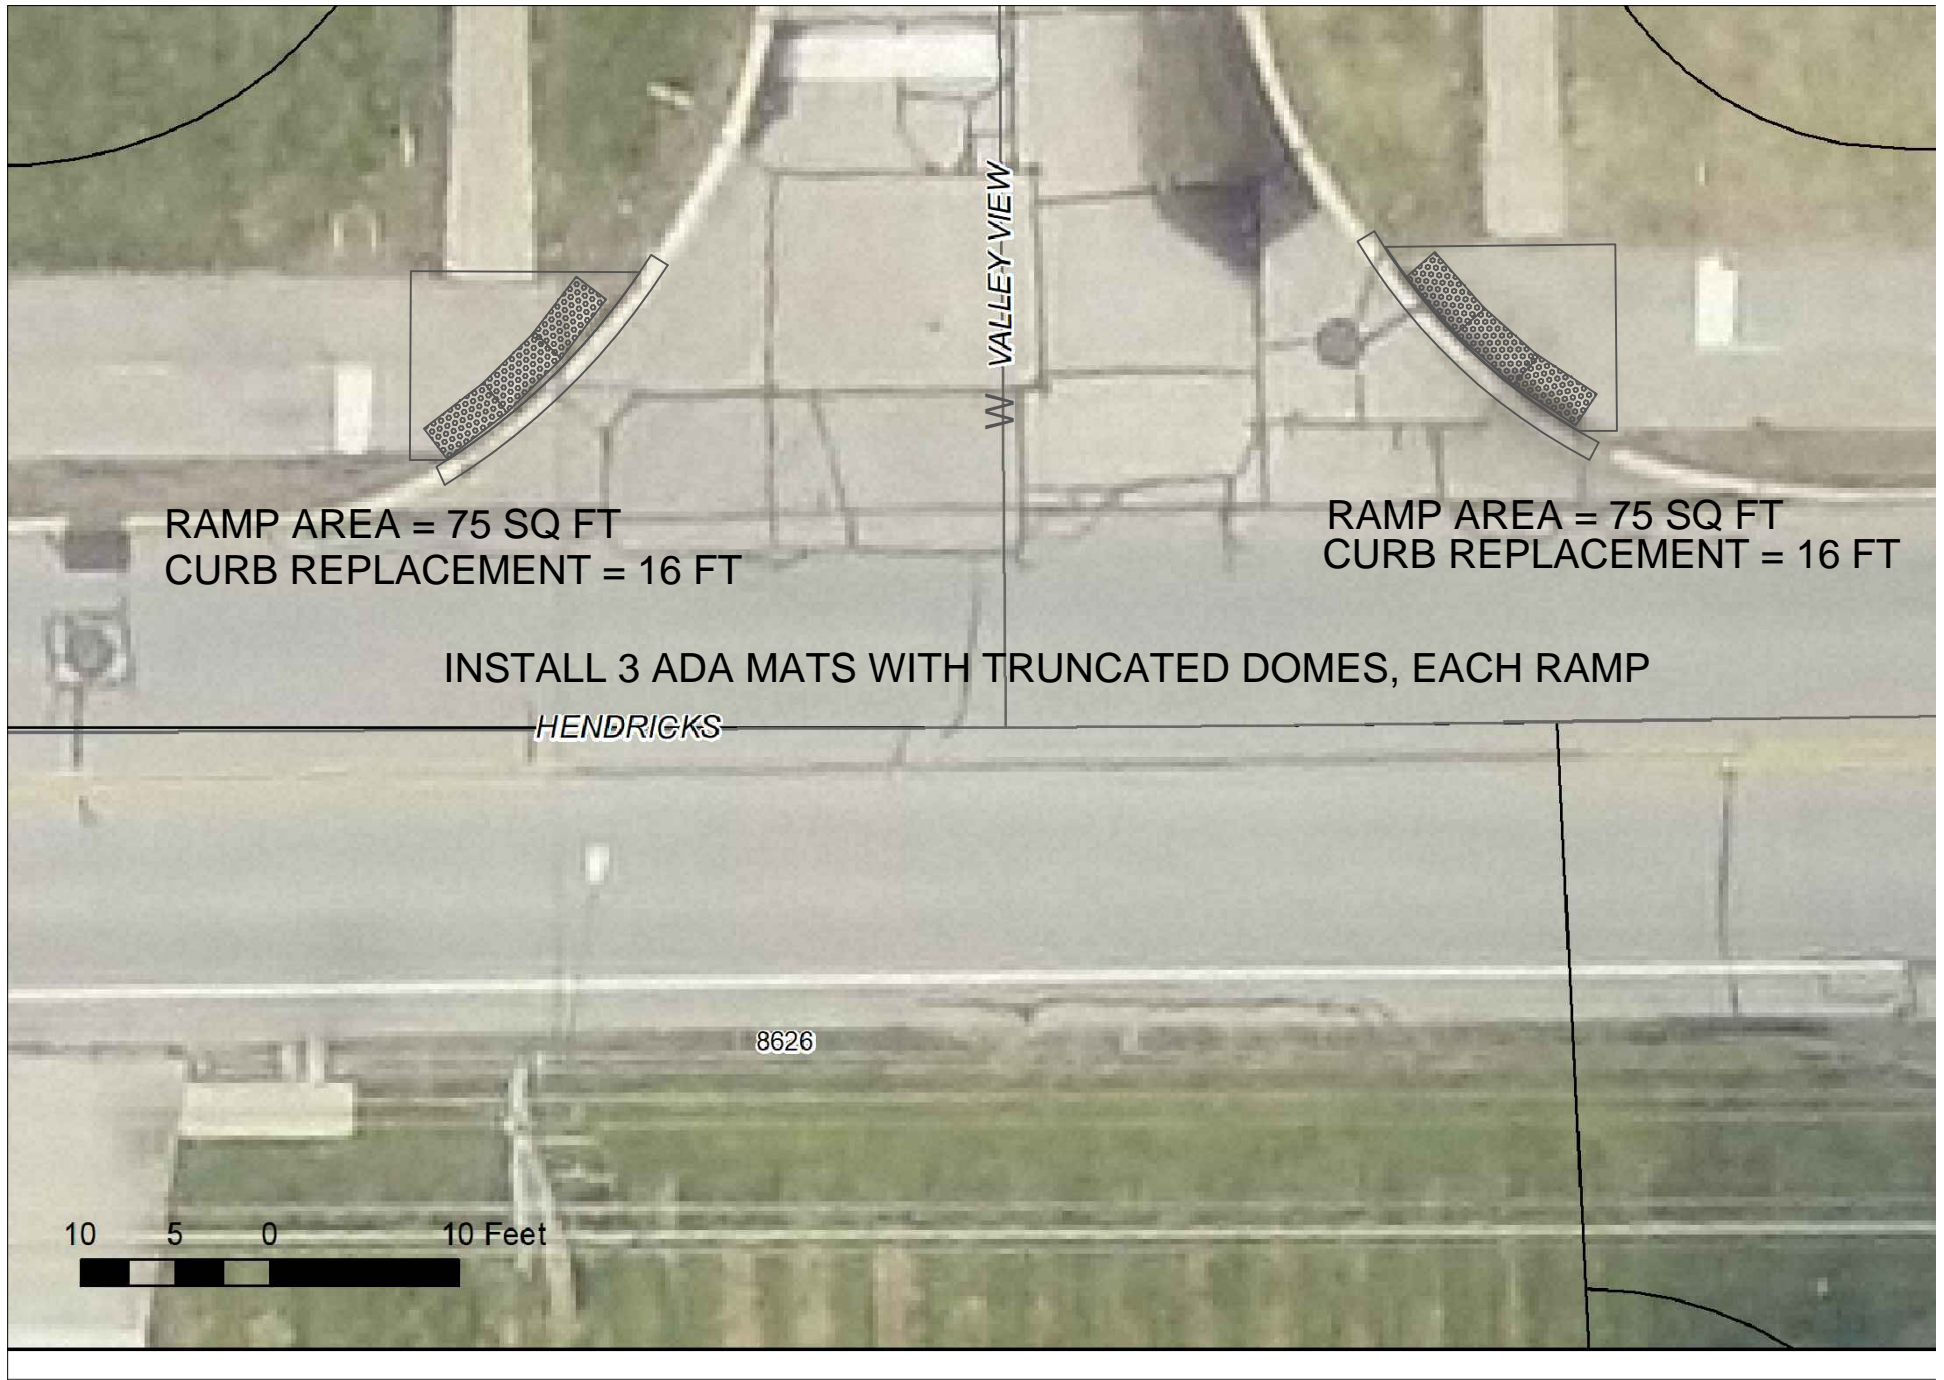 W VALLEY VIEW
RAMP AREA = 75 SQ FT
CURB REPLACEMENT = 16 FT
RAMP AREA = 75 SQ FT
CURB REPLACEMENT = 16 FT
INSTALL 3 ADA MATS WITH TRUNCATED DOMES, EACH RAMP
HENDRICKS
8626
10 5 0 10 Feet